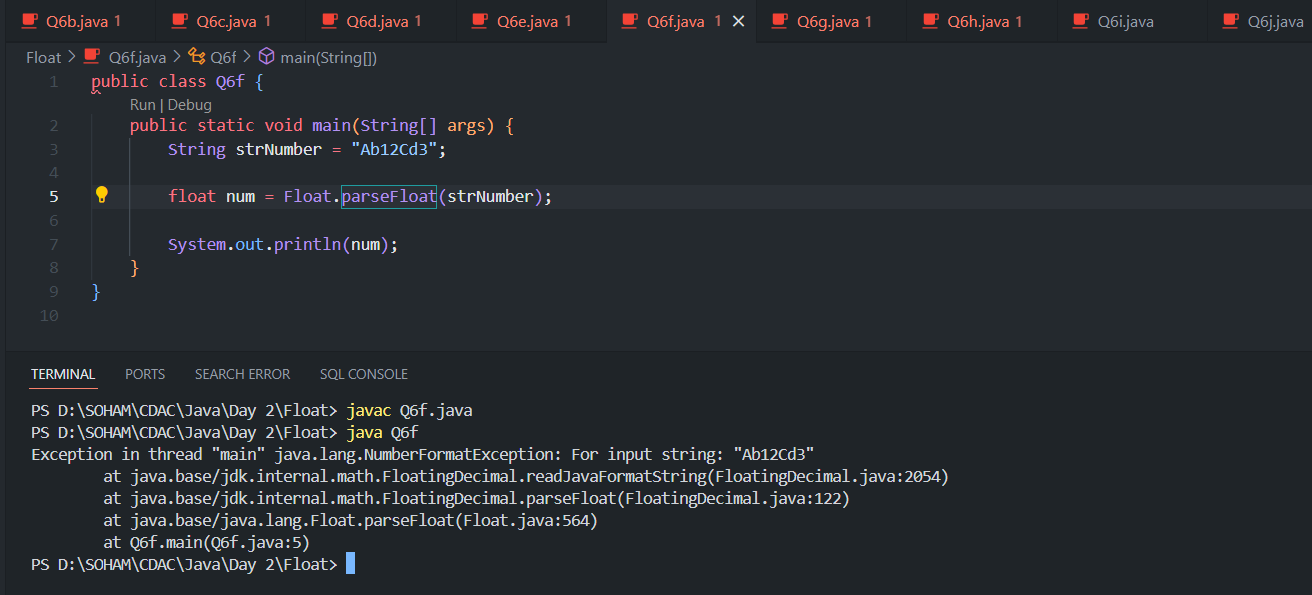 Q6b.java 1 Q6c.java 1 Q6d.java 1 Q6e.java 1 Q6f.java 1 Q6g.java 1 Q6h.java 1 Q6i.java Q6j.java
Float > Q6f.java > Q6f > main(String[])
1 public class Q6f {
Run | Debug
2 public static void main(String[] args) {
3 String strNumber = "Ab12Cd3";
4
5 float num = Float.parseFloat(strNumber);
6
7 System.out.println(num);
8 }
9 }
10
TERMINAL PORTS SEARCH ERROR SQL CONSOLE
PS D:\SOHAM\CDAC\Java\Day 2\Float> javac Q6f.java
PS D:\SOHAM\CDAC\Java\Day 2\Float> java Q6f
Exception in thread "main" java.lang.NumberFormatException: For input string: "Ab12Cd3"
at java.base/jdk.internal.math.FloatingDecimal.readJavaFormatString(FloatingDecimal.java:2054)
at java.base/jdk.internal.math.FloatingDecimal.parseFloat(FloatingDecimal.java:122)
at java.base/java.lang.Float.parseFloat(Float.java:564)
at Q6f.main(Q6f.java:5)
PS D:\SOHAM\CDAC\Java\Day 2\Float>